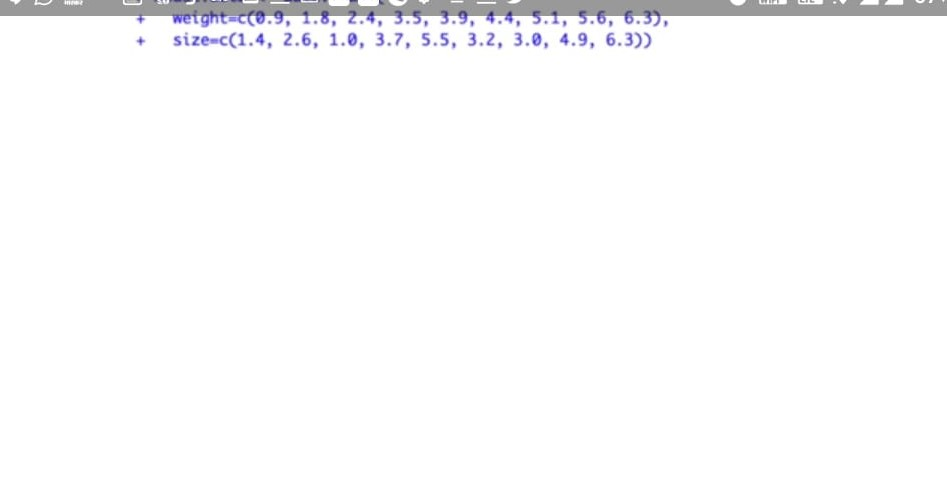 + weight=c(0.9, 1.8, 2.4, 3.5, 3.9, 4.4, 5.1, 5.6, 6.3),
+ size=c(1.4, 2.6, 1.0, 3.7, 5.5, 3.2, 3.0, 4.9, 6.3))